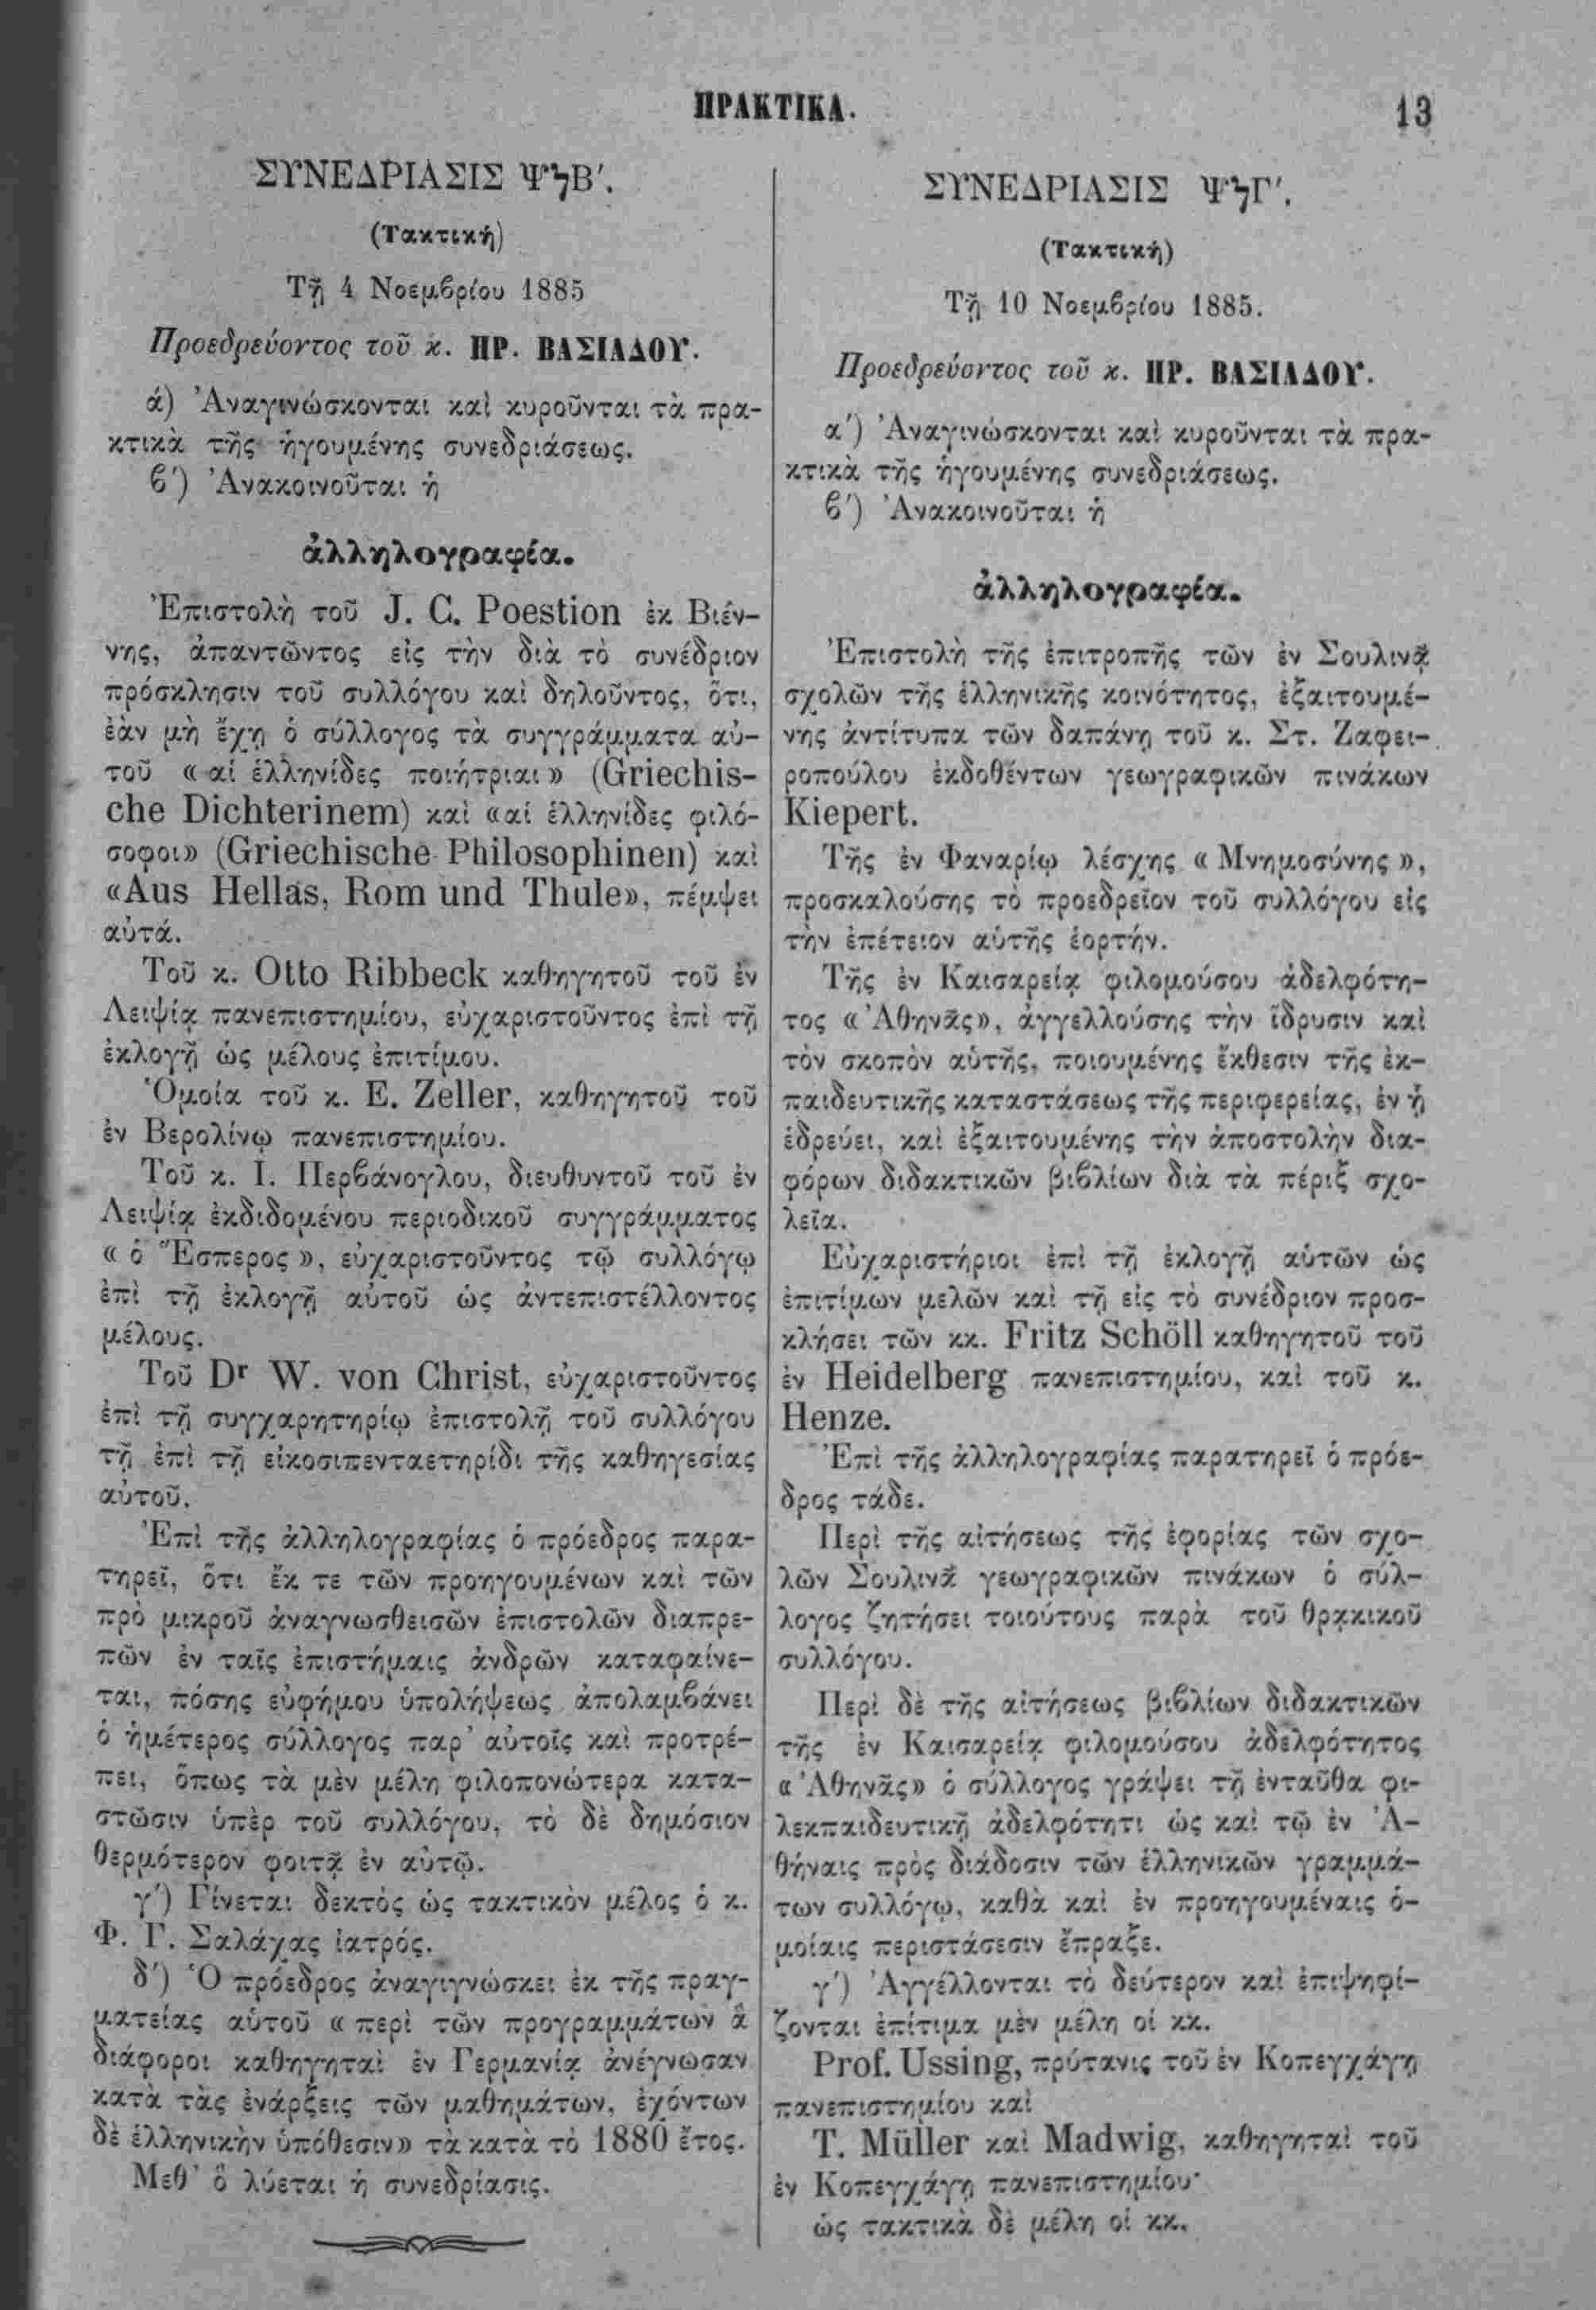 ΠΡΑΚΤΙΚΑ.
13
ΣΥΝΕΔΡΙΑΣΙΣ ΨϞΒʹ.
(Τακτική)
Τῇ 4 Νοεμβρίου 1885
Προεδρεύοντος τοῦ κ. ΗΡ. ΒΑΣΙΑΔΟΥ.
ά) Ἀναγινώσκονται καὶ κυροῦνται τὰ πρα-
κτικὰ τῆς ἡγουμένης συνεδριάσεως.
ϐʹ) Ἀνακοινοῦται ἡ
ἀλληλογραφία.
Ἐπιστολὴ τοῦ J. C. Poestion ἐκ Βιέν-
νης, ἀπαντῶντος εἰς τὴν διὰ τὸ συνέδριον
πρόσκλησιν τοῦ συλλόγου καὶ δηλοῦντος, ὅτι,
ἐὰν μὴ ἔχῃ ὁ σύλλογος τὰ συγγράμματα αὐ-
τοῦ «αἱ ἑλληνίδες ποιήτριαι» (Griechis-
che Dichterinem) καὶ «αἱ ἑλληνίδες φιλό-
σοφοι» (Griechische Philosophinen) καὶ
«Aus Hellas, Rom und Thule», πέμψει
αὐτά.
Τοῦ κ. Otto Ribbeck καθηγητοῦ τοῦ ἐν
Λειψίᾳ πανεπιστημίου, εὐχαριστοῦντος ἐπὶ τῇ
ἐκλογῇ ὡς μέλους ἐπιτίμου.
Ὁμοία τοῦ κ. E. Zeller, καθηγητοῦ τοῦ
ἐν Βερολίνῳ πανεπιστημίου.
Τοῦ κ. Ι. Περϐάνογλου, διευθυντοῦ τοῦ ἐν
Λειψίᾳ ἐκδιδομένου περιοδικοῦ συγγράμματος
« ὁ Ἕσπερος », εὐχαριστοῦντος τῷ συλλόγῳ
ἐπὶ τῇ ἐκλογῇ αὐτοῦ ὡς ἀντεπιστέλλοντος
μέλους.
Τοῦ Dr W. von Christ, εὐχαριστοῦντος
ἐπὶ τῇ συγχαρητηρίῳ ἐπιστολῇ τοῦ συλλόγου
τῇ ἐπὶ τῇ εἰκοσιπενταετηρίδι τῆς καθηγεσίας
αὐτοῦ.
Ἐπὶ τῆς ἀλληλογραφίας ὁ πρόεδρος παρα-
τηρεῖ, ὅτι ἔκ τε τῶν προηγουμένων καὶ τῶν
πρὸ μικροῦ ἀναγνωσθεισῶν ἐπιστολῶν διαπρε-
πῶν ἐν ταῖς ἐπιστήμαις ἀνδρῶν καταφαίνε-
ται, πόσης εὐφήμου ὑπολήψεως ἀπολαμϐάνει
ὁ ἡμέτερος σύλλογος παρ' αὐτοῖς καὶ προτρέ-
πει, ὅπως τὰ μὲν μέλη φιλοπονώτερα κατα-
στῶσιν ὑπὲρ τοῦ συλλόγου, τὸ δὲ δημόσιον
θερμότερον φοιτᾷ ἐν αὐτῷ.
γʹ) Γίνεται δεκτὸς ὡς τακτικὸν μέλος ὁ κ.
Φ. Γ. Σαλάχας ἰατρός.
δʹ) Ὁ πρόεδρος ἀναγιγνώσκει ἐκ τῆς πραγ-
ματείας αὐτοῦ « περὶ τῶν προγραμμάτων ἃ
διάφοροι καθηγηταὶ ἐν Γερμανίᾳ ἀνέγνωσαν
κατὰ τὰς ἐνάρξεις τῶν μαθημάτων, ἐχόντων
δὲ ἑλληνικὴν ὑπόθεσιν» τὰ κατὰ τὸ 1880 ἔτος.
Μεθ' ὃ λύεται ἡ συνεδρίασις.
ΣΥΝΕΔΡΙΑΣΙΣ ΨϞΓʹ.
(Τακτική)
Τῇ 10 Νοεμϐρίου 1885.
Προεδρεύοντος τοῦ κ. ΗΡ. ΒΑΣΙΑΔΟΥ.
αʹ) Ἀναγινώσκονται καὶ κυροῦνται τὰ πρα-
κτικὰ τῆς ἡγουμένης συνεδριάσεως.
ϐʹ) Ἀνακοινοῦται ἡ
ἀλληλογραφία.
Ἐπιστολὴ τῆς ἐπιτροπῆς τῶν ἐν Σουλινᾷ
σχολῶν τῆς ἑλληνικῆς κοινότητος, ἐξαιτουμέ-
νης ἀντίτυπα τῶν δαπάνῃ τοῦ κ. Στ. Ζαφει-
ροπούλου ἐκδοθέντων γεωγραφικῶν πινάκων
Kiepert.
Τῆς ἐν Φαναρίῳ λέσχης « Μνημοσύνης »,
προσκαλούσης τὸ προεδρεῖον τοῦ συλλόγου εἰς
τὴν ἐπέτειον αὐτῆς ἑορτήν.
Τῆς ἐν Καισαρείᾳ φιλομούσου ἀδελφότη-
τος « Ἀθηνᾶς», ἀγγελλούσης τὴν ἵδρυσιν καὶ
τὸν σκοπὸν αὐτῆς, ποιουμένης ἔκθεσιν τῆς ἐκ-
παιδευτικῆς καταστάσεως τῆς περιφερείας, ἐν ᾗ
ἑδρεύει, καὶ ἐξαιτουμένης τὴν ἀποστολὴν δια-
φόρων διδακτικῶν βιϐλίων διὰ τὰ πέριξ σχο-
λεῖα.
Εὐχαριστήριοι ἐπὶ τῇ ἐκλογῇ αὐτῶν ὡς
ἐπιτίμων μελῶν καὶ τῇ εἰς τὸ συνέδριον προσ-
κλήσει τῶν κκ. Fritz Schöll καθηγητοῦ τοῦ
ἐν Heidelberg πανεπιστημίου, καὶ τοῦ κ.
Henze.
Ἐπὶ τῆς ἀλληλογραφίας παρατηρεῖ ὁ πρόε-
δρος τάδε.
Περὶ τῆς αἰτήσεως τῆς ἐφορίας τῶν σχο-
λῶν Σουλινᾶ γεωγραφικῶν πινάκων ὁ σύλ-
λογος ζητήσει τοιούτους παρὰ τοῦ θρᾳκικοῦ
συλλόγου.
Περὶ δὲ τῆς αἰτήσεως βιϐλίων διδακτικῶν
τῆς ἐν Καισαρείᾳ φιλομούσου ἀδελφότητος
« Ἀθηνᾶς» ὁ σύλλογος γράψει τῇ ἐνταῦθα φι-
λεκπαιδευτικῇ ἀδελφότητι ὡς καὶ τῷ ἐν Ἀ-
θήναις πρὸς διάδοσιν τῶν ἑλληνικῶν γραμμά-
των συλλόγῳ, καθὰ καὶ ἐν προηγουμέναις ὁ-
μοίαις περιστάσεσιν ἔπραξε.
γʹ) Ἀγγέλλονται τὸ δεύτερον καὶ ἐπιψηφί-
ζονται ἐπίτιμα μὲν μέλη οἱ κκ.
Prof. Ussing, πρύτανις τοῦ ἐν Κοπεγχάγῃ
πανεπιστημίου καὶ
T. Müller καὶ Madwig, καθηγηταὶ τοῦ
ἐν Κοπεγχάγῃ πανεπιστημίου·
ὡς τακτικὰ δὲ μέλη οἱ κκ.